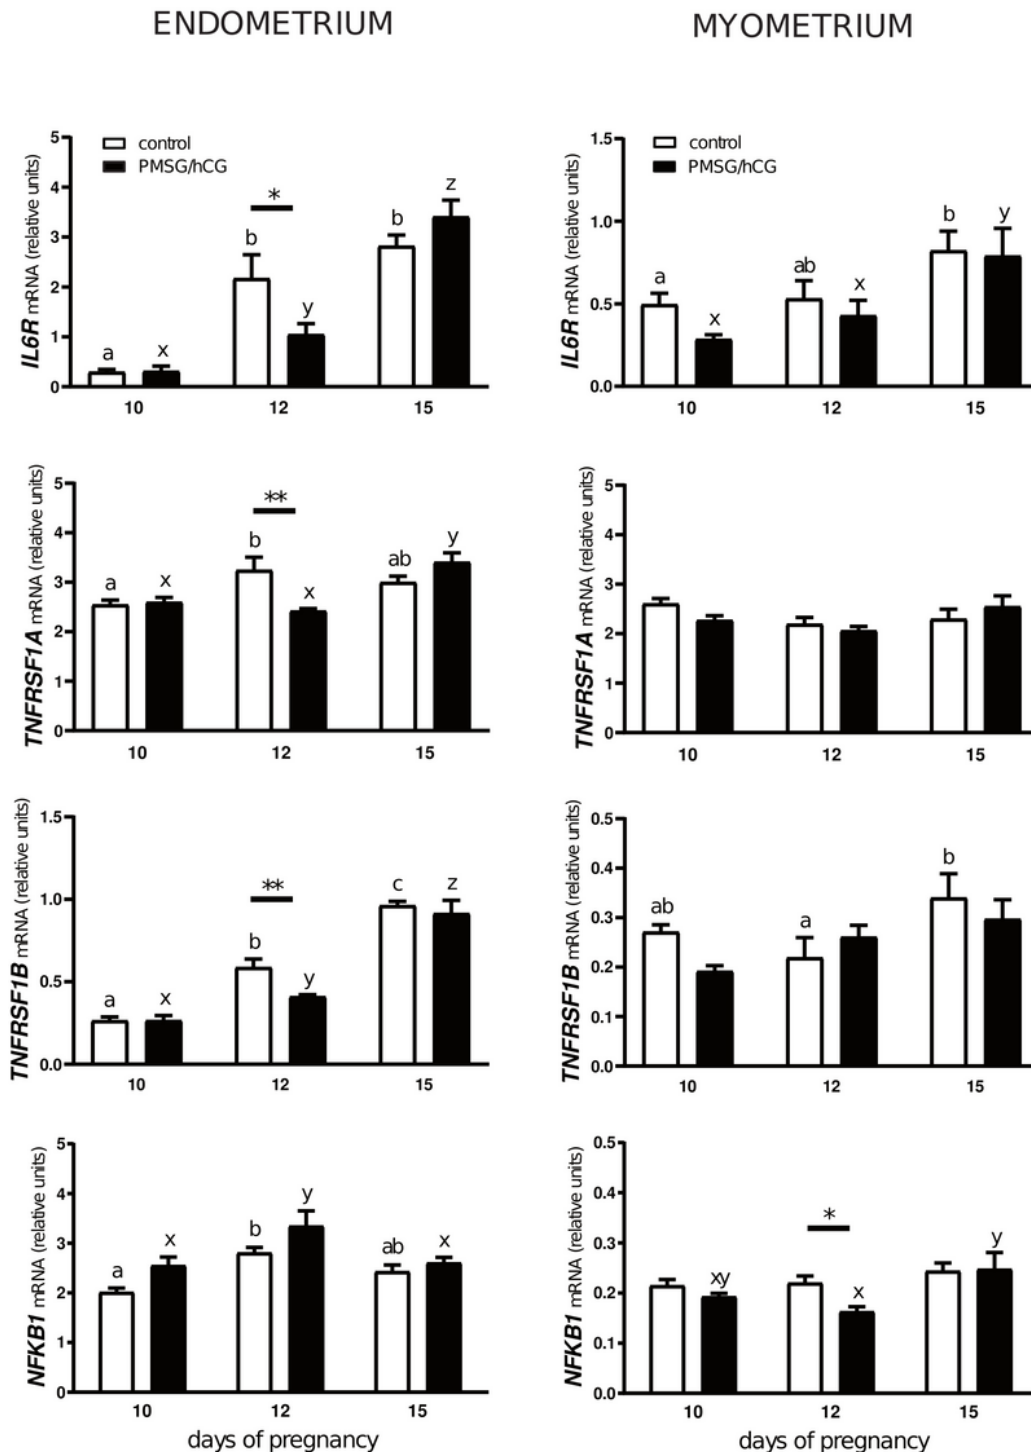 ENDOMETRIUM
MYOMETRIUM
IL6R mRNA (relative units)
5
4
3
2
1
0
control
PMSG/hCG
*
a
x
b
y
b
z
10
12
15
IL6R mRNA (relative units)
1.5
1.0
0.5
0.0
control
PMSG/hCG
a
x
ab
x
b
y
10
12
15
TNFRSF1A mRNA (relative units)
5
4
3
2
1
0
**
a
x
b
x
ab
y
10
12
15
TNFRSF1A mRNA (relative units)
5
4
3
2
1
0
10
12
15
TNFRSF1B mRNA (relative units)
1.5
1.0
0.5
0.0
**
a
x
b
y
c
z
10
12
15
TNFRSF1B mRNA (relative units)
0.5
0.4
0.3
0.2
0.1
0.0
ab
a
b
10
12
15
NFKB1 mRNA (relative units)
5
4
3
2
1
0
a
x
b
y
ab
x
10
12
15
days of pregnancy
NFKB1 mRNA (relative units)
0.5
0.4
0.3
0.2
0.1
0.0
*
xy
x
y
10
12
15
days of pregnancy